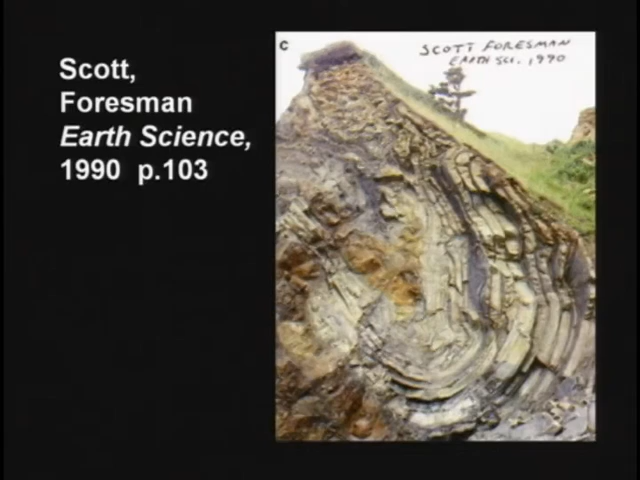 Scott,
Foresman
Earth Science,
1990 p.103
C
SCOTT FORESMAN
EARTH SCI. 1990